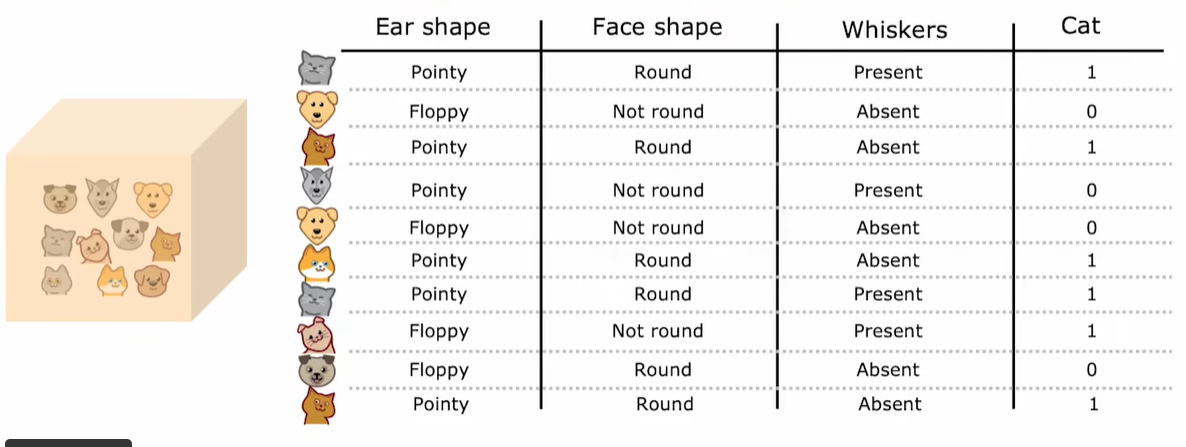 Ear shape Face shape Whiskers Cat
Pointy Round Present 1
Floppy Not round Absent 0
Pointy Round Absent 1
Pointy Not round Present 0
Floppy Not round Absent 0
Pointy Round Absent 1
Pointy Round Present 1
Floppy Not round Present 1
Floppy Round Absent 0
Pointy Round Absent 1